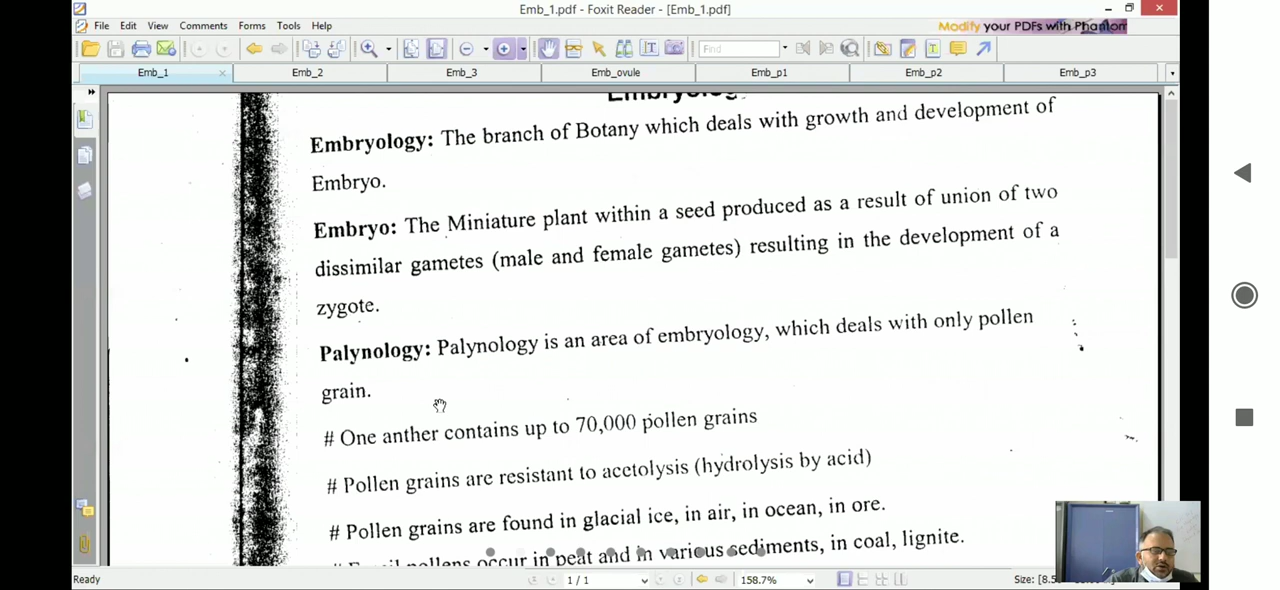 Emb_1.pdf - Foxit Reader - [Emb_1.pdf]
File Edit View Comments Forms Tools Help
Modify your PDFs with Phantom
Find
Emb_1 Emb_2 Emb_3 Emb_ovule Emb_p1 Emb_p2 Emb_p3
Embryology: The branch of Botany which deals with growth and development of
Embryo.
Embryo: The Miniature plant within a seed produced as a result of union of two
dissimilar gametes (male and female gametes) resulting in the development of a
zygote.
Palynology: Palynology is an area of embryology, which deals with only pollen
grain.
# One anther contains up to 70,000 pollen grains
# Pollen grains are resistant to acetolysis (hydrolysis by acid)
# Pollen grains are found in glacial ice, in air, in ocean, in ore.
pollens occur in peat and in various sediments, in coal, lignite.
Ready 1 / 1 158.7% Size: [8.5